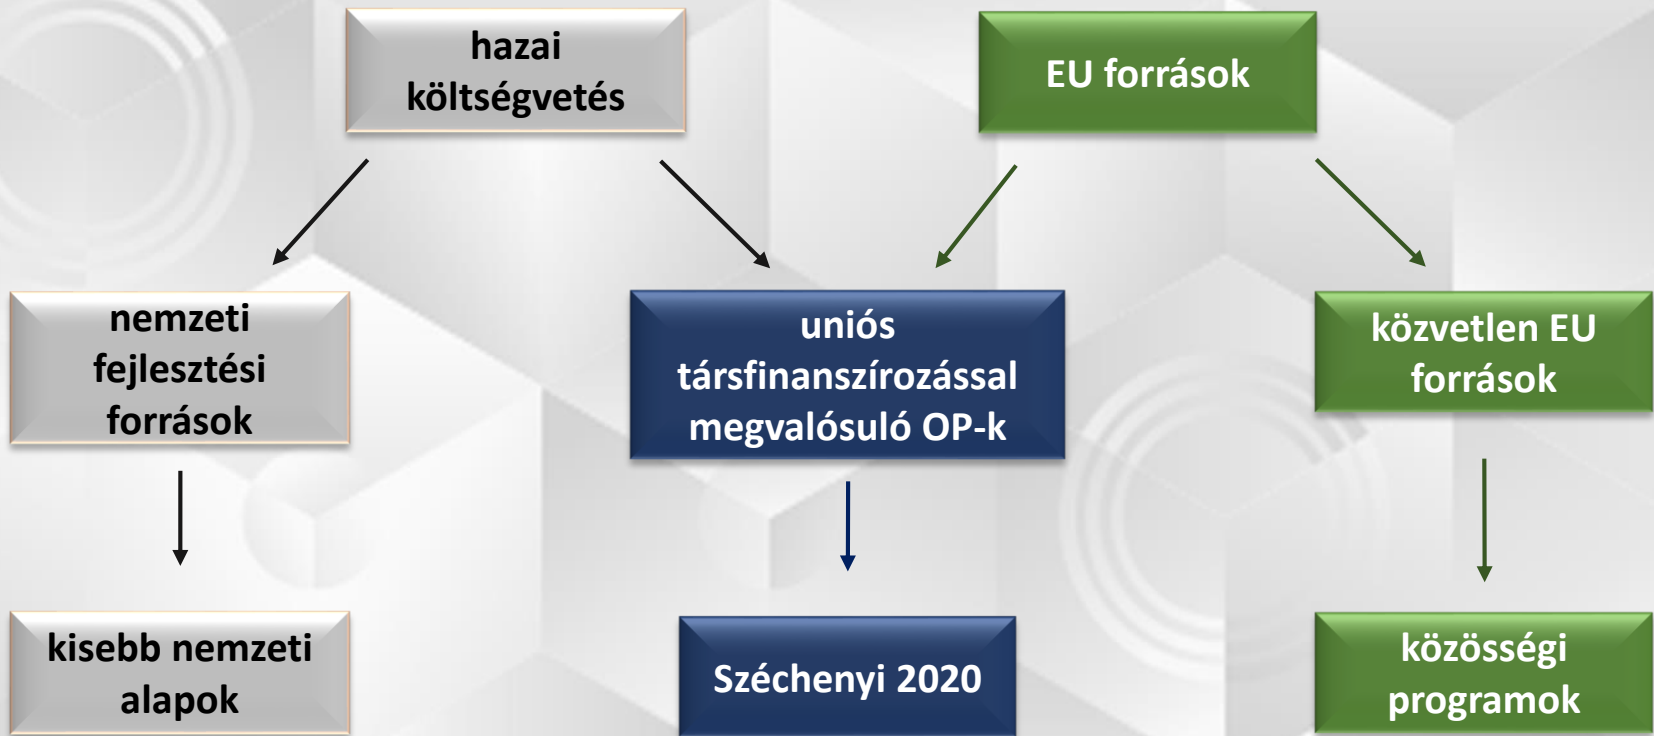 hazai
költségvetés
EU források
nemzeti
fejlesztési
források
uniós
társfinanszírozással
megvalósuló OP-k
közvetlen EU
források
kisebb nemzeti
alapok
Széchenyi 2020
közösségi
programok